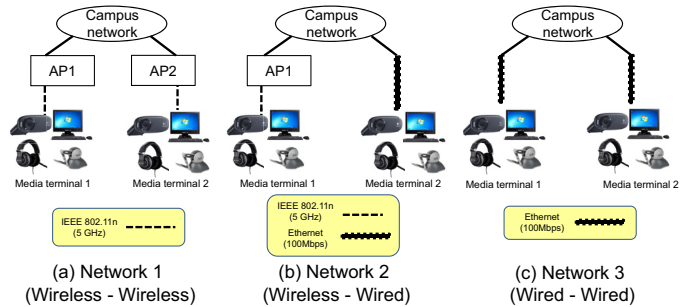 Campus
network
AP1
AP2
Media terminal 1
Media terminal 2
IEEE 802.11n
(5 GHz)
(a) Network 1
(Wireless - Wireless)
Campus
network
AP1
Media terminal 1
Media terminal 2
IEEE 802.11n
(5 GHz)
Ethernet
(100Mbps)
(b) Network 2
(Wireless - Wired)
Campus
network
Media terminal 1
Media terminal 2
Ethernet
(100Mbps)
(c) Network 3
(Wired - Wired)